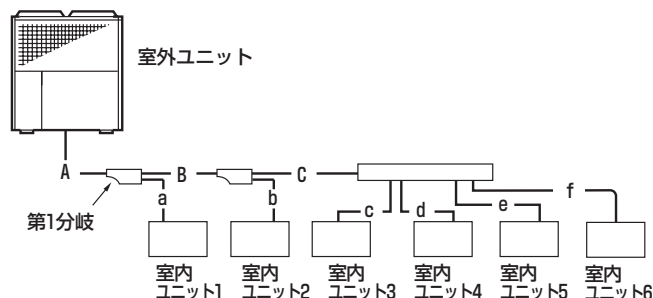 室外ユニット
A
B
C
a
b
c
d
e
f
第1分岐
室内
ユニット1
室内
ユニット2
室内
ユニット3
室内
ユニット4
室内
ユニット5
室内
ユニット6